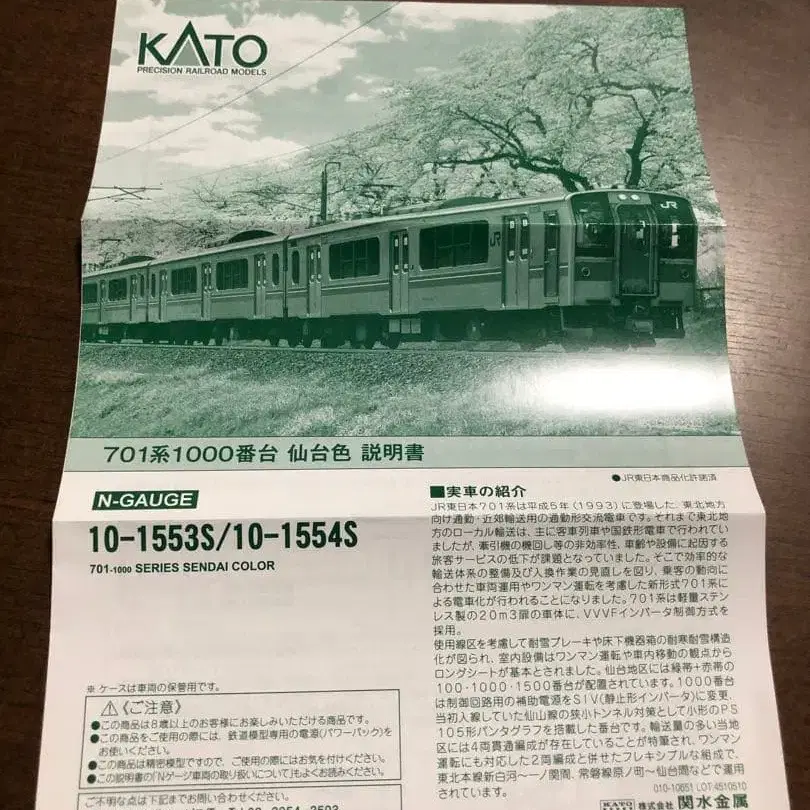 KATO
PRECISION RAILROAD MODELS
JR
JR
701系1000番台 仙台色 説明書
●JR東日本商品化許諾済
N-GAUGE
10-1553S/10-1554S
701-1000 SERIES SENDAI COLOR
※ ケースは車両の保管用です。
⚠《ご注意》
●この商品は8歳以上のお客様にお楽しみいただける商品です。
●この商品をご使用の際には、鉄道模型専用の電源(パワーパック)を
お使いください。
●この商品は精密模型ですので、ご使用の際にはお気を付けください。
●この説明書の「Nゲージ車両の取り扱いについて」もよくお読みください。
ご不明な点は下記までお問い合わせください。
■実車の紹介
JR東日本701系は平成5年(1993)に登場した、東北地方
向け通勤・近郊輸送用の通勤形交流電車です。それまで東北地
方のローカル輸送は、主に客車列車や国鉄形電車で行われてい
ましたが、牽引機の機回し等の非効率性、車齢や設備に起因する
旅客サービスの低下が課題となっていました。そこで効率的な
輸送体系の整備及び入換作業の見直しを図り、乗客の動向に
合わせた車両運用やワンマン運転を考慮した新形式701系に
よる電車化が行われることになりました。701系は軽量ステン
レス製の20m3扉の車体に、VVVFインバータ制御方式を
採用。
使用線区を考慮して耐雪ブレーキや床下機器箱の耐寒耐雪構造
化が図られ、室内設備はワンマン運転や車内移動の観点から
ロングシートが基本とされました。仙台地区には緑帯+赤帯の
100・1000・1500番台が配置されています。1000番台
は制御回路用の補助電源をSIV(静止形インバータ)に変更、
当初入線していた仙山線の狭小トンネル対策として小形のPS
105形パンタグラフを搭載した番台です。輸送量の多い当地
区には4両貫通編成が存在していることが特筆され、ワンマン
運転にも対応した2両編成と併せたフレキシブルな組成で、
東北本線新白河〜一ノ関間、常磐線原ノ町〜仙台間などで運用
されています。
010-10651 LOT:4510510
KATO 株式会社 関水金属